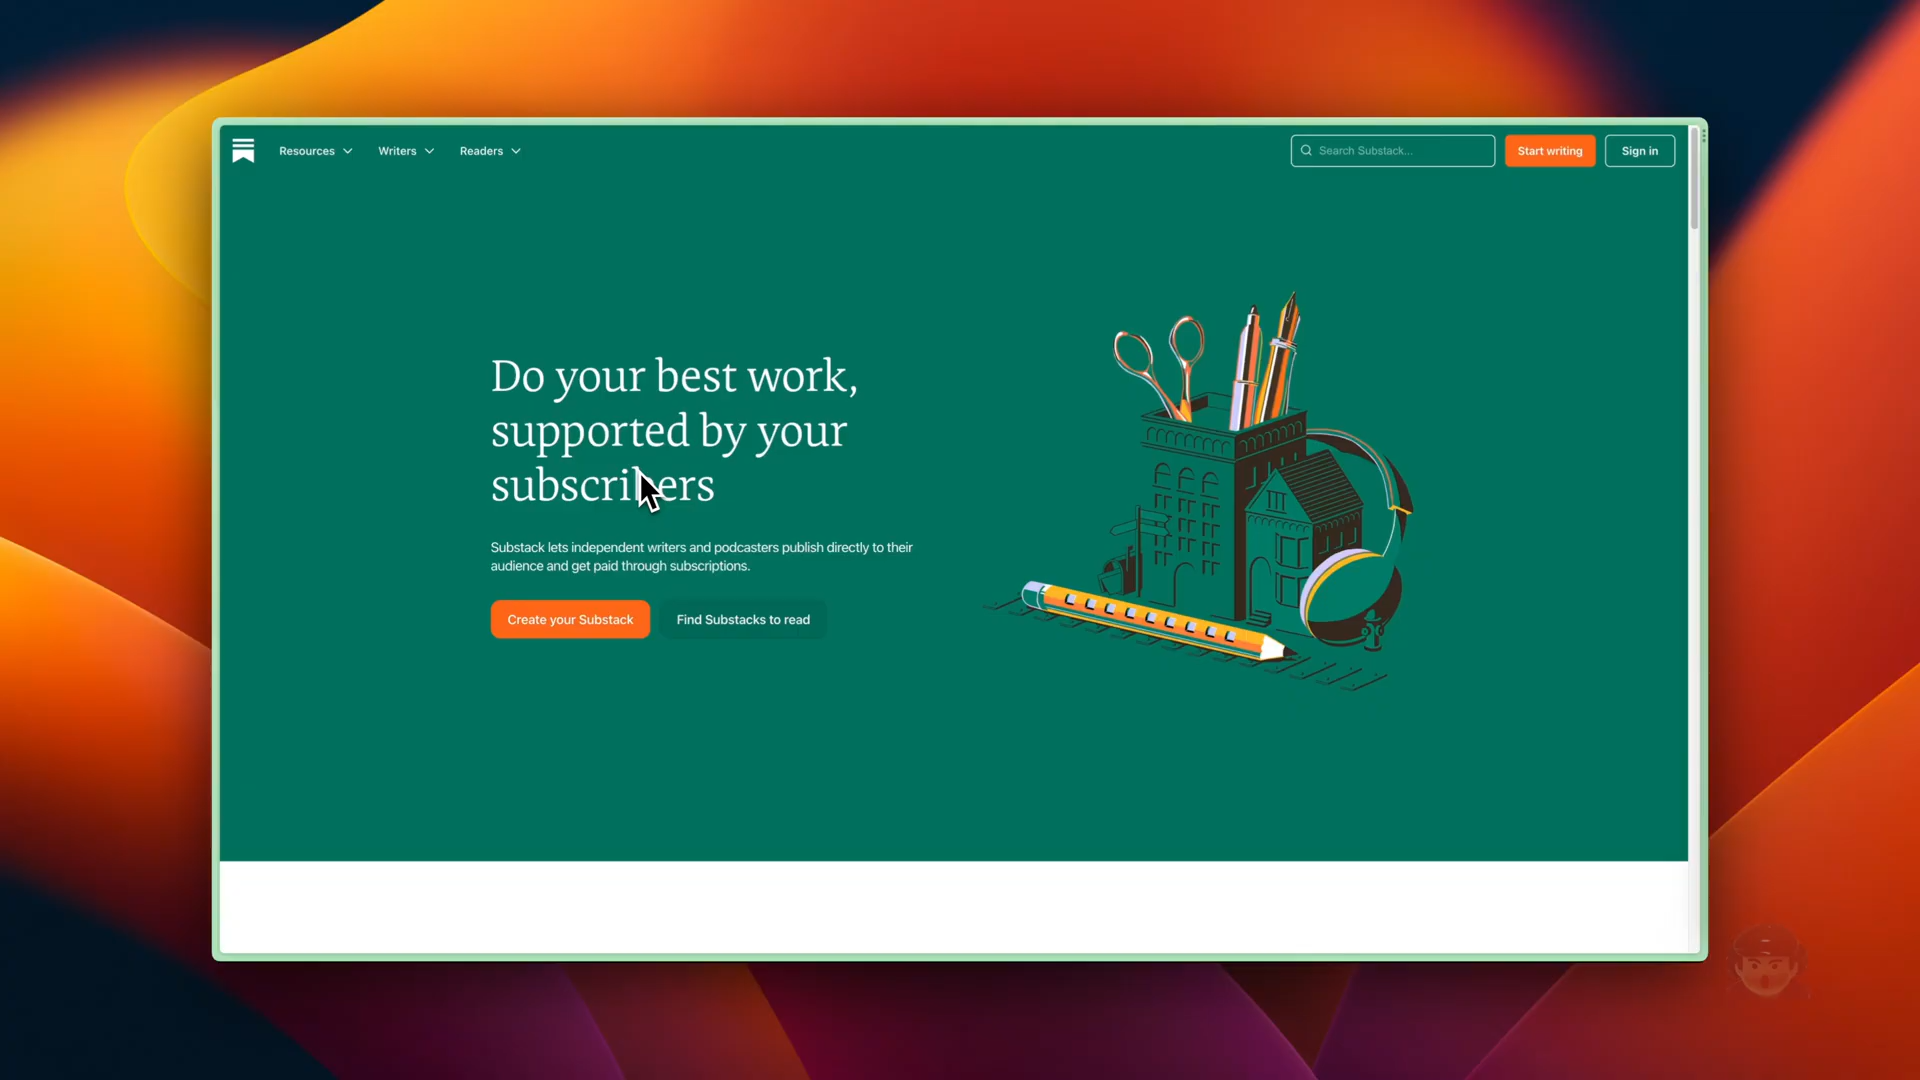 Resources
Writers
Readers
Search Substack...
Start writing
Sign in
Do your best work,
supported by your
subscribers
Substack lets independent writers and podcasters publish directly to their
audience and get paid through subscriptions.
Create your Substack
Find Substacks to read